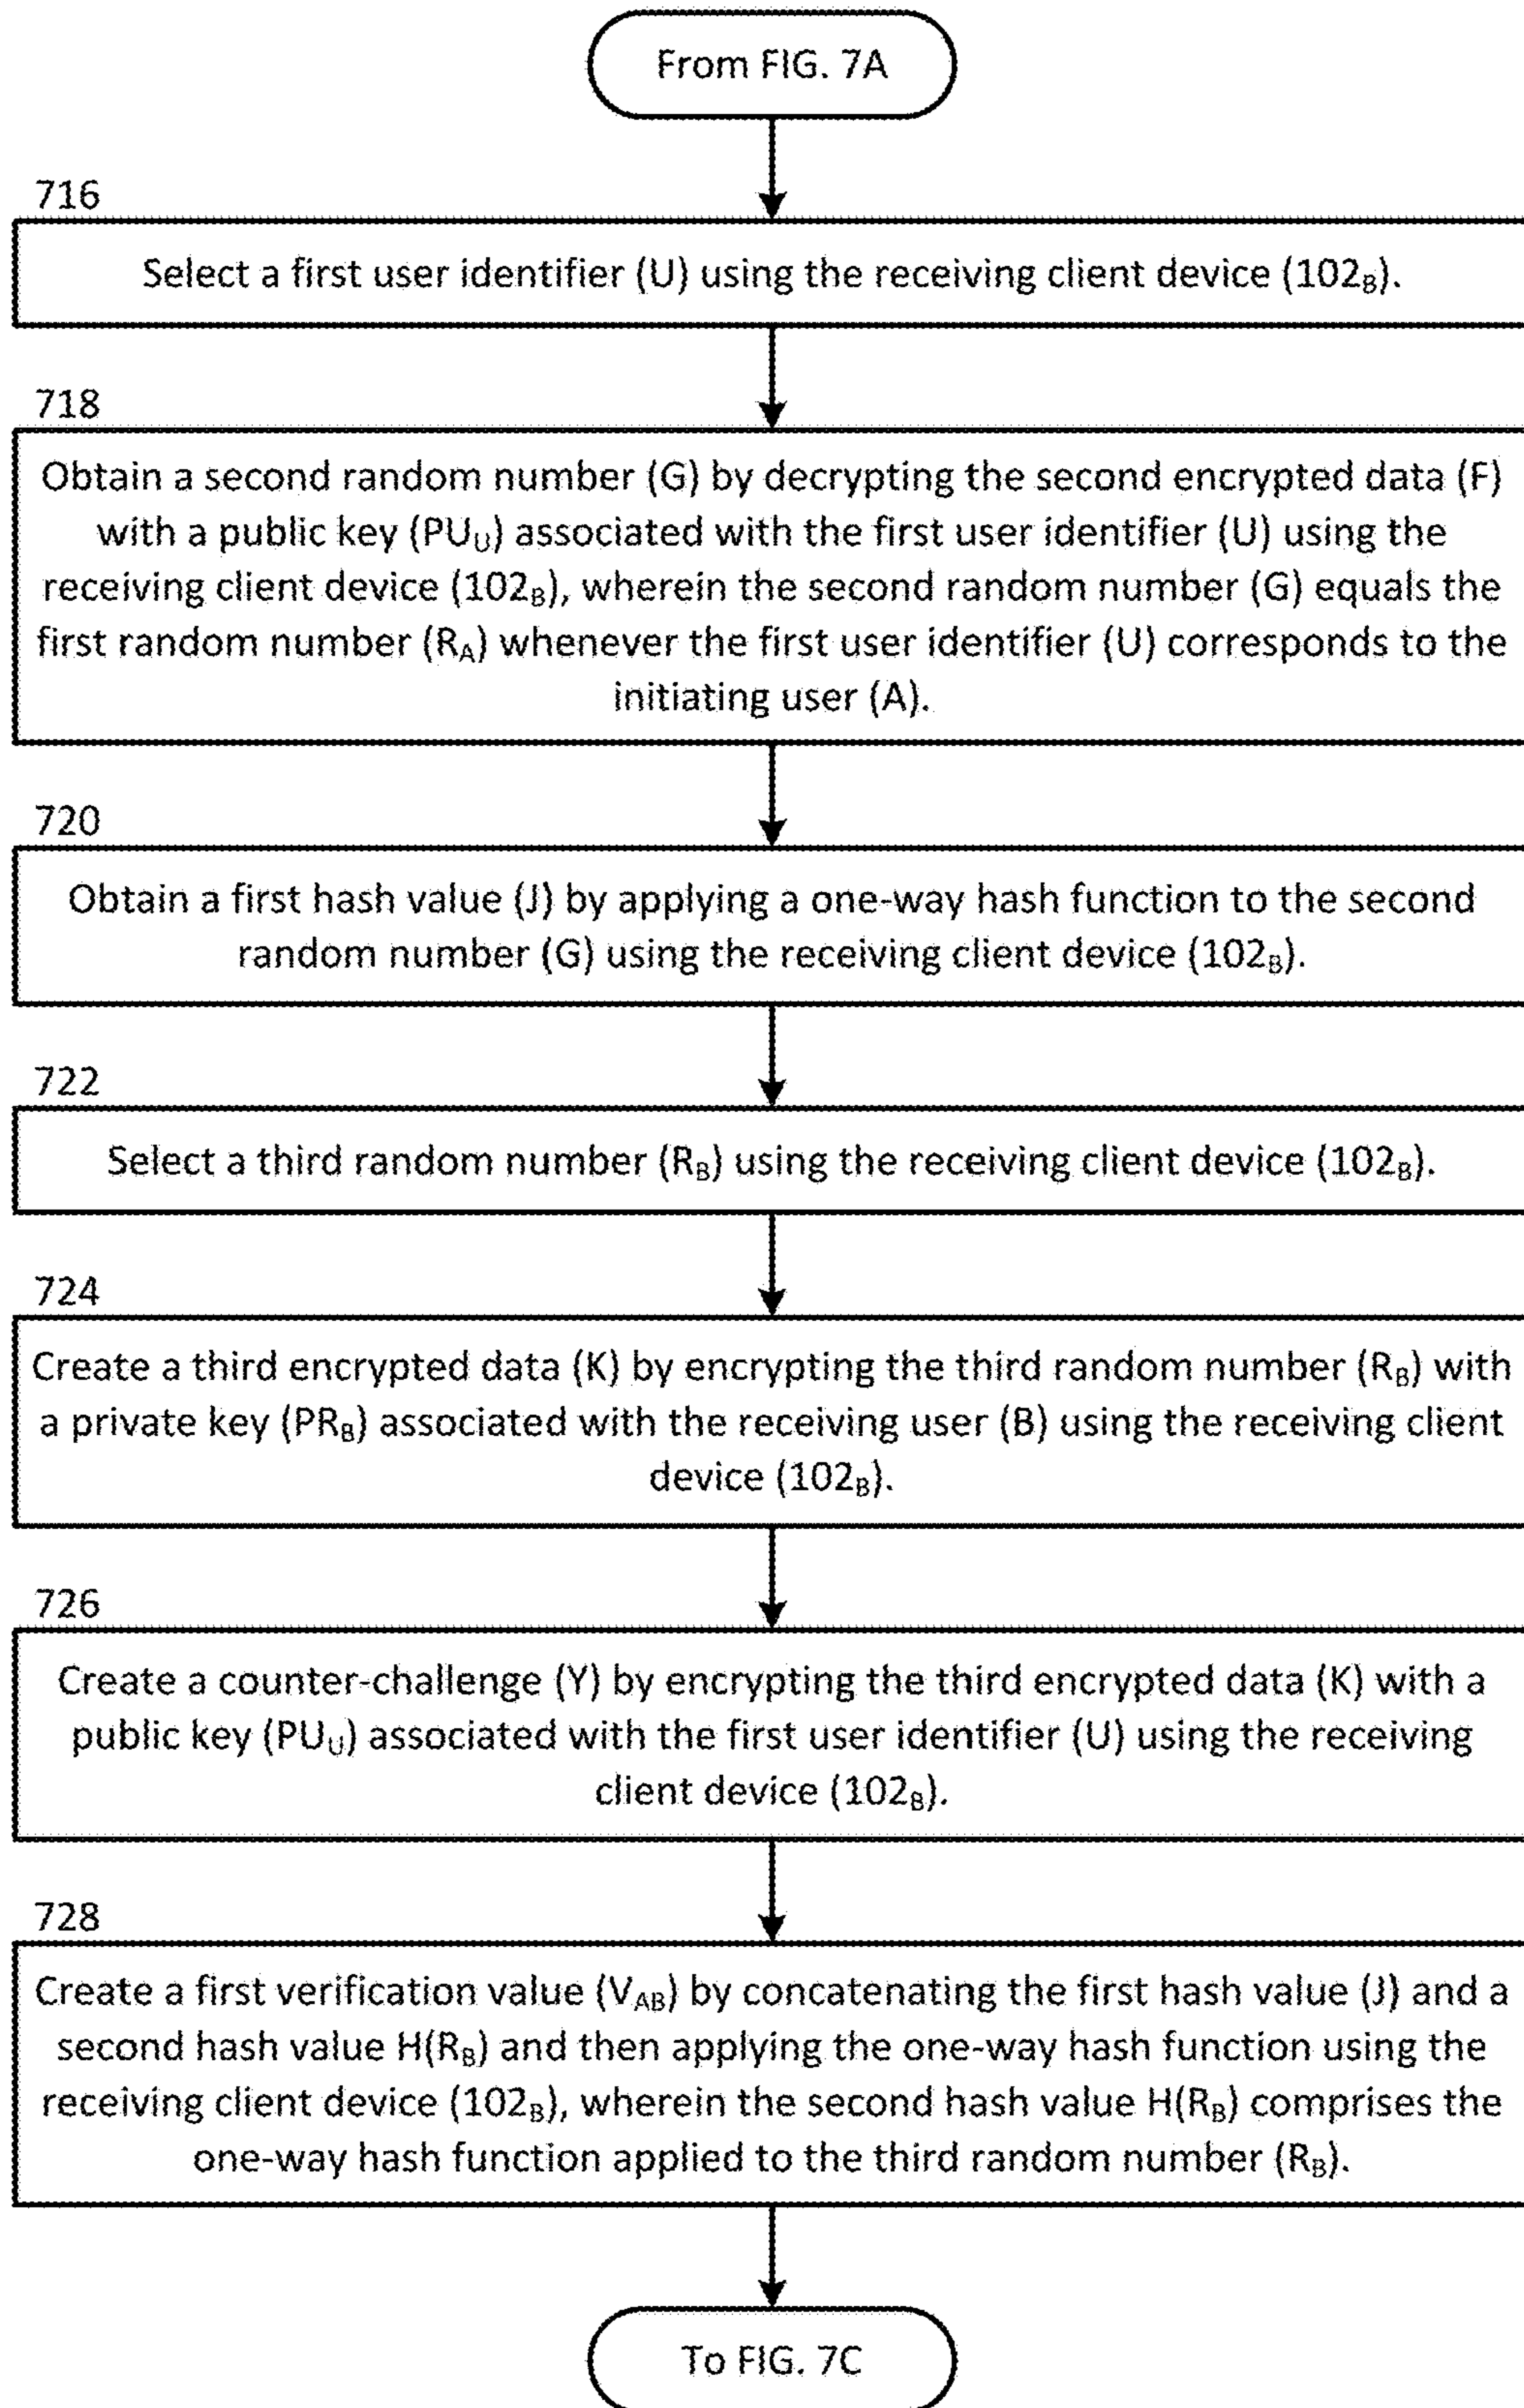 From FIG. 7A
716
Select a first user identifier (U) using the receiving client device (102B).
718
Obtain a second random number (G) by decrypting the second encrypted data (F)
with a public key (PUU) associated with the first user identifier (U) using the
receiving client device (102B), wherein the second random number (G) equals the
first random number (RA) whenever the first user identifier (U) corresponds to the
initiating user (A).
720
Obtain a first hash value (J) by applying a one-way hash function to the second
random number (G) using the receiving client device (102B).
722
Select a third random number (RB) using the receiving client device (102B).
724
Create a third encrypted data (K) by encrypting the third random number (RB) with
a private key (PRB) associated with the receiving user (B) using the receiving client
device (102B).
726
Create a counter-challenge (Y) by encrypting the third encrypted data (K) with a
public key (PUU) associated with the first user identifier (U) using the receiving
client device (102B).
728
Create a first verification value (VAB) by concatenating the first hash value (J) and a
second hash value H(RB) and then applying the one-way hash function using the
receiving client device (102B), wherein the second hash value H(RB) comprises the
one-way hash function applied to the third random number (RB).
To FIG. 7C